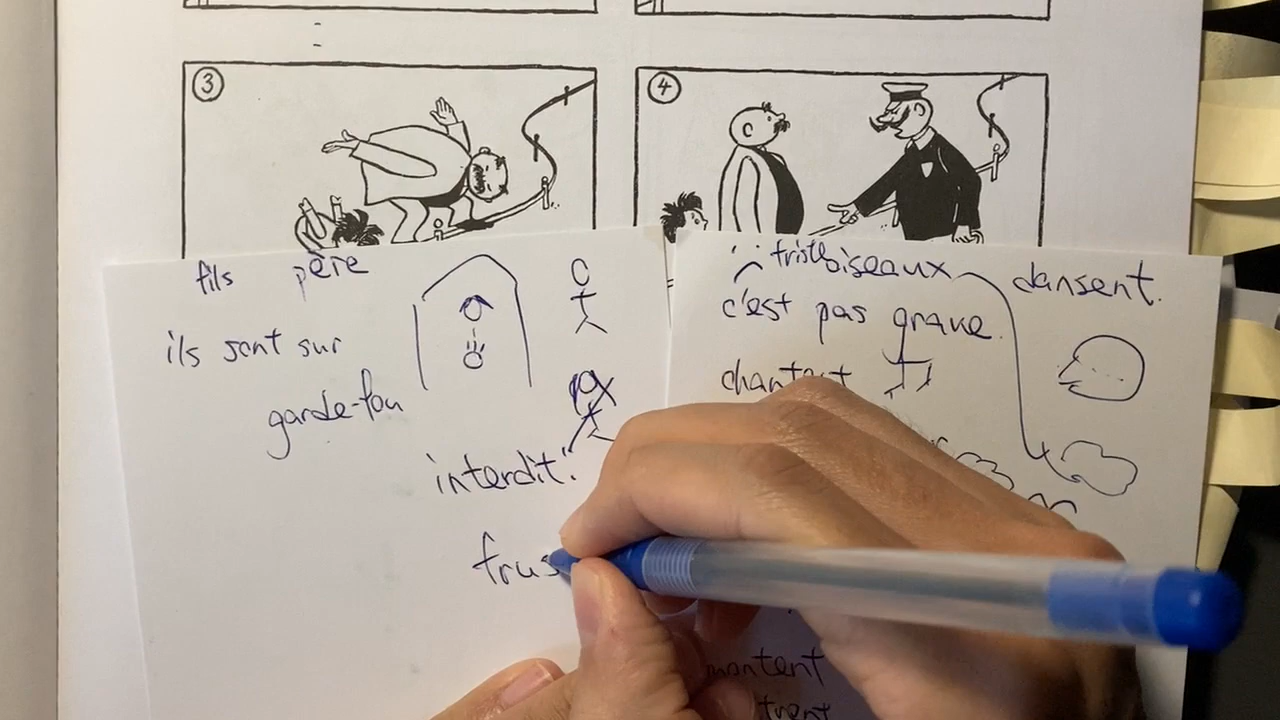 3
4
fils père
ils sont sur
garde-fou
interdit.
frus
triste oiseaux dansent.
c'est pas grave.
chantent
montent